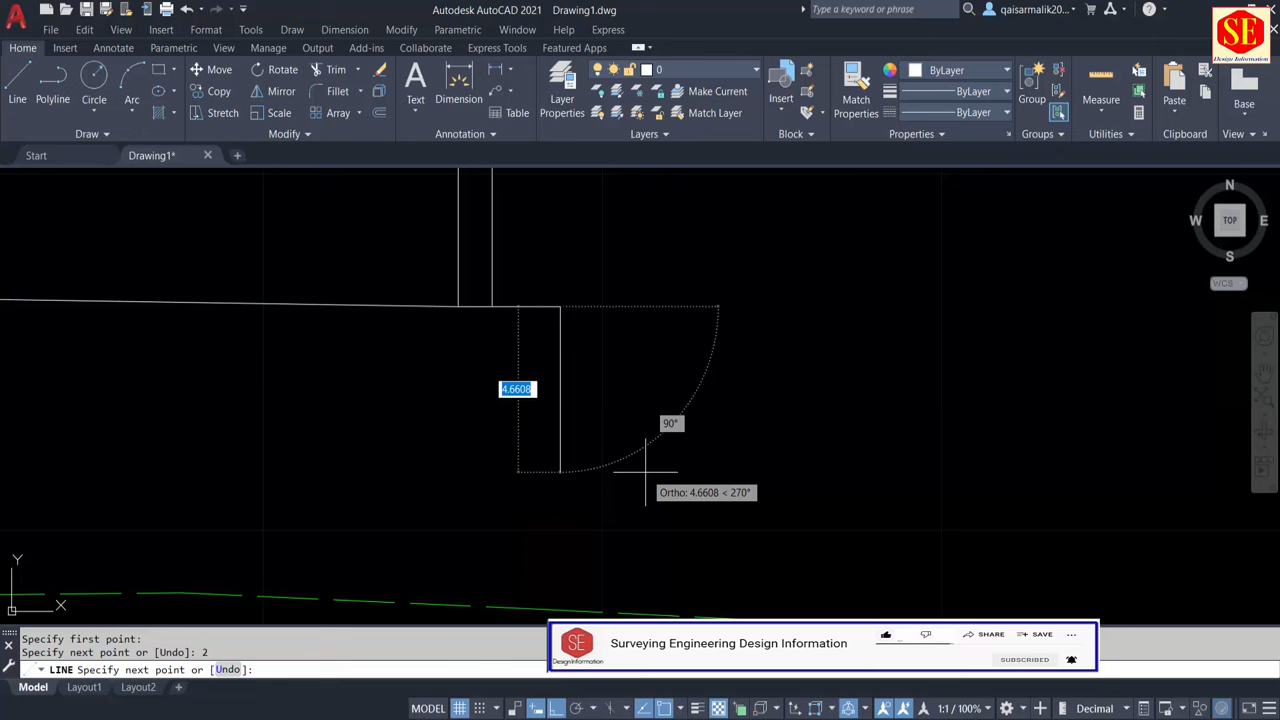 Autodesk AutoCAD 2021 Drawing1.dwg
Type a keyword or phrase
qaisarmalik20...
File Edit View Insert Format Tools Draw Dimension Modify Parametric Window Help Express
Home Insert Annotate Parametric View Manage Output Add-ins Collaborate Express Tools Featured Apps
SE
Design Information
Line Polyline Circle Arc
Move Rotate Trim
Copy Mirror Fillet
Stretch Scale Array
Text Dimension Table
Layer Properties
0
Make Current
Match Layer
Insert
Match Properties
ByLayer
ByLayer
ByLayer
Group
Measure
Paste
Base
Draw Modify Annotation Layers Block Properties Groups Utilities Clipboard View
Start Drawing1*
N
W TOP E
S
WCS
4.6608
90°
Ortho: 4.6608 < 270°
Y
X
Specify first point:
Specify next point or [Undo]: 2
LINE Specify next point or [Undo]:
SE
DesignInformation
Surveying Engineering Design Information
SHARE SAVE
SUBSCRIBED
Model Layout1 Layout2
MODEL 1:1 / 100% Decimal